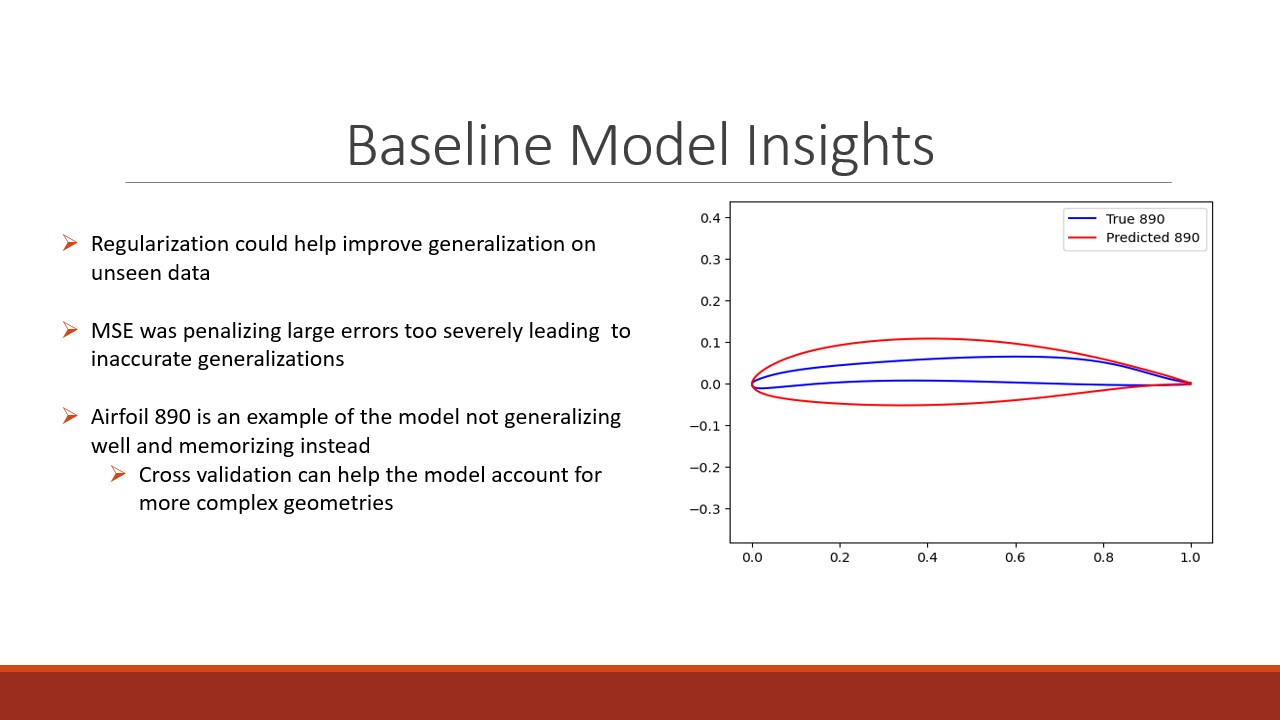 Baseline Model Insights
Regularization could help improve generalization on
unseen data
MSE was penalizing large errors too severely leading  to
inaccurate generalizations
Airfoil 890 is an example of the model not generalizing
well and memorizing instead
Cross validation can help the model account for
more complex geometries
True 890
Predicted 890
0.4
0.3
0.2
0.1
0.0
−0.1
−0.2
−0.3
0.0 0.2 0.4 0.6 0.8 1.0